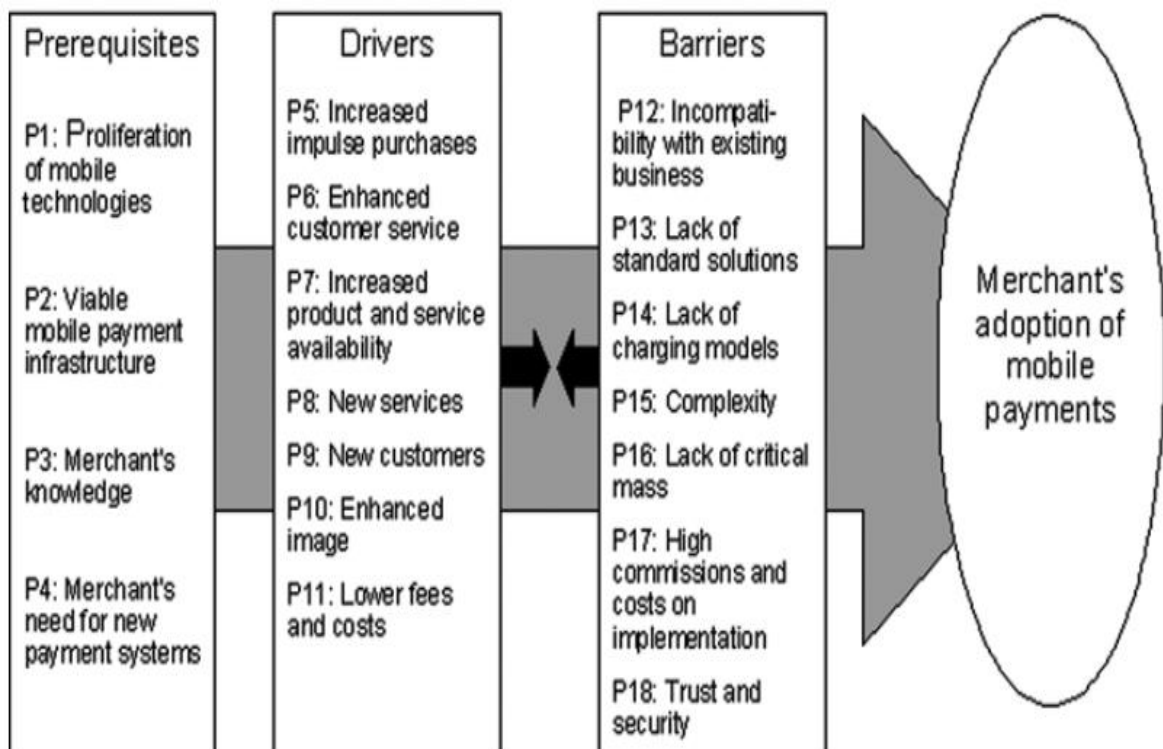 Prerequisites
P1: Proliferation
of mobile
technologies
P2: Viable
mobile payment
infrastructure
P3: Merchant's
knowledge
P4: Merchant's
need for new
payment systems
Drivers
P5: Increased
impulse purchases
P6: Enhanced
customer service
P7: Increased
product and service
availability
P8: New services
P9: New customers
P10: Enhanced
image
P11: Lower fees
and costs
Barriers
P12: Incompati-
bility with existing
business
P13: Lack of
standard solutions
P14: Lack of
charging models
P15: Complexity
P16: Lack of critical
mass
P17: High
commissions and
costs on
implementation
P18: Trust and
security
Merchant's
adoption of
mobile
payments